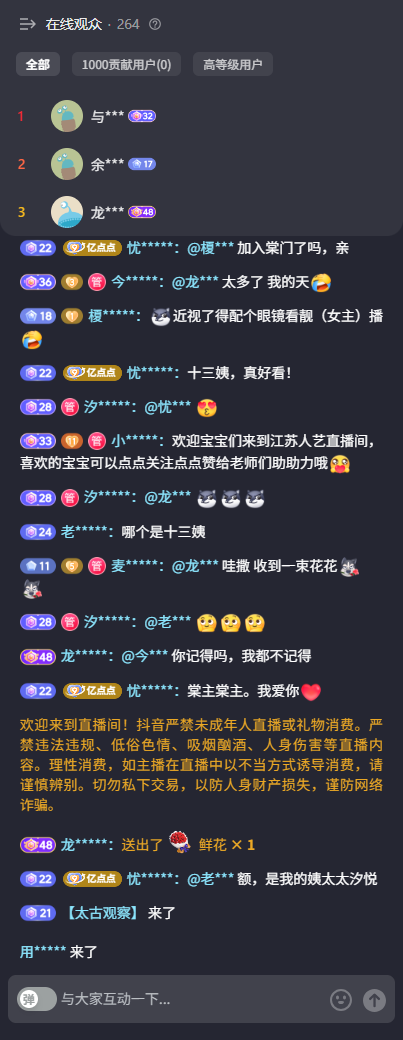 在线观众 · 264
全部 1000贡献用户(0) 高等级用户
1 与*** 32
2 余*** 17
3 龙*** 48
22 亿点点 忧*****：@榎*** 加入棠门了吗，亲
36 管 今*****：@龙*** 太多了 我的天
18 榎*****： 近视了得配个眼镜看靓（女主）播
22 亿点点 忧*****：十三姨，真好看！
28 管 汐*****：@忧***
33 11 管 小*****：欢迎宝宝们来到江苏人艺直播间，
喜欢的宝宝可以点点关注点点赞给老师们助助力哦
28 管 汐*****：@龙***
24 老*****：哪个是十三姨
11 5 管 麦*****：@龙*** 哇撒 收到一束花花
28 管 汐*****：@老***
48 龙*****：@今*** 你记得吗，我都不记得
22 亿点点 忧*****：棠主棠主。我爱你
欢迎来到直播间！抖音严禁未成年人直播或礼物消费。严
禁违法违规、低俗色情、吸烟酗酒、人身伤害等直播内
容。理性消费，如主播在直播中以不当方式诱导消费，请
谨慎辨别。切勿私下交易，以防人身财产损失，谨防网络
诈骗。
48 龙*****：送出了 鲜花 × 1
22 亿点点 忧*****：@老*** 额，是我的姨太太汐悦
21 【太古观察】 来了
用***** 来了
弹 与大家互动一下...